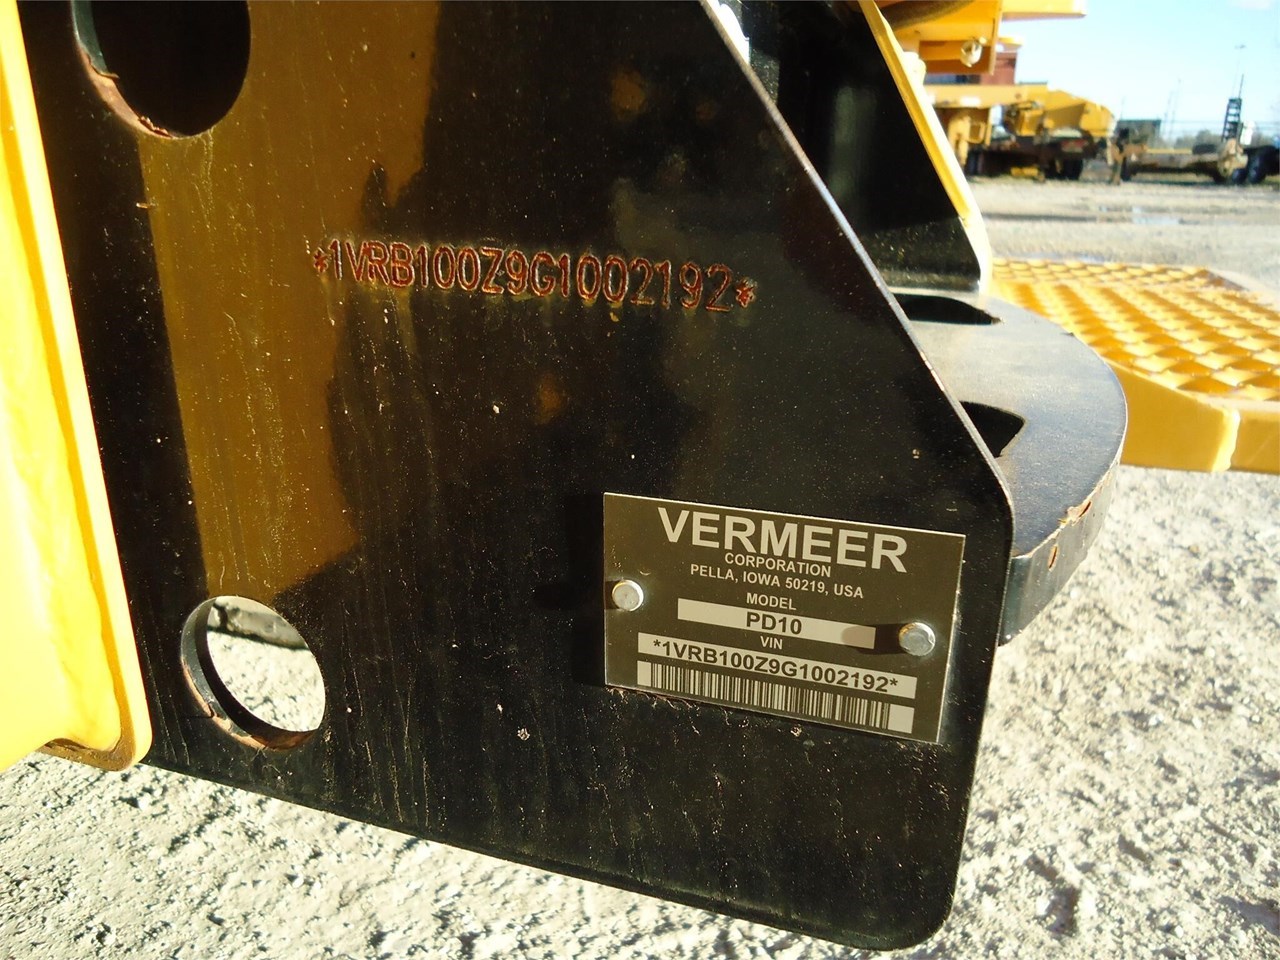 *1VRB100Z9G1002192*
VERMEER
CORPORATION
PELLA, IOWA 50219, USA
MODEL
PD10
VIN
*1VRB100Z9G1002192*